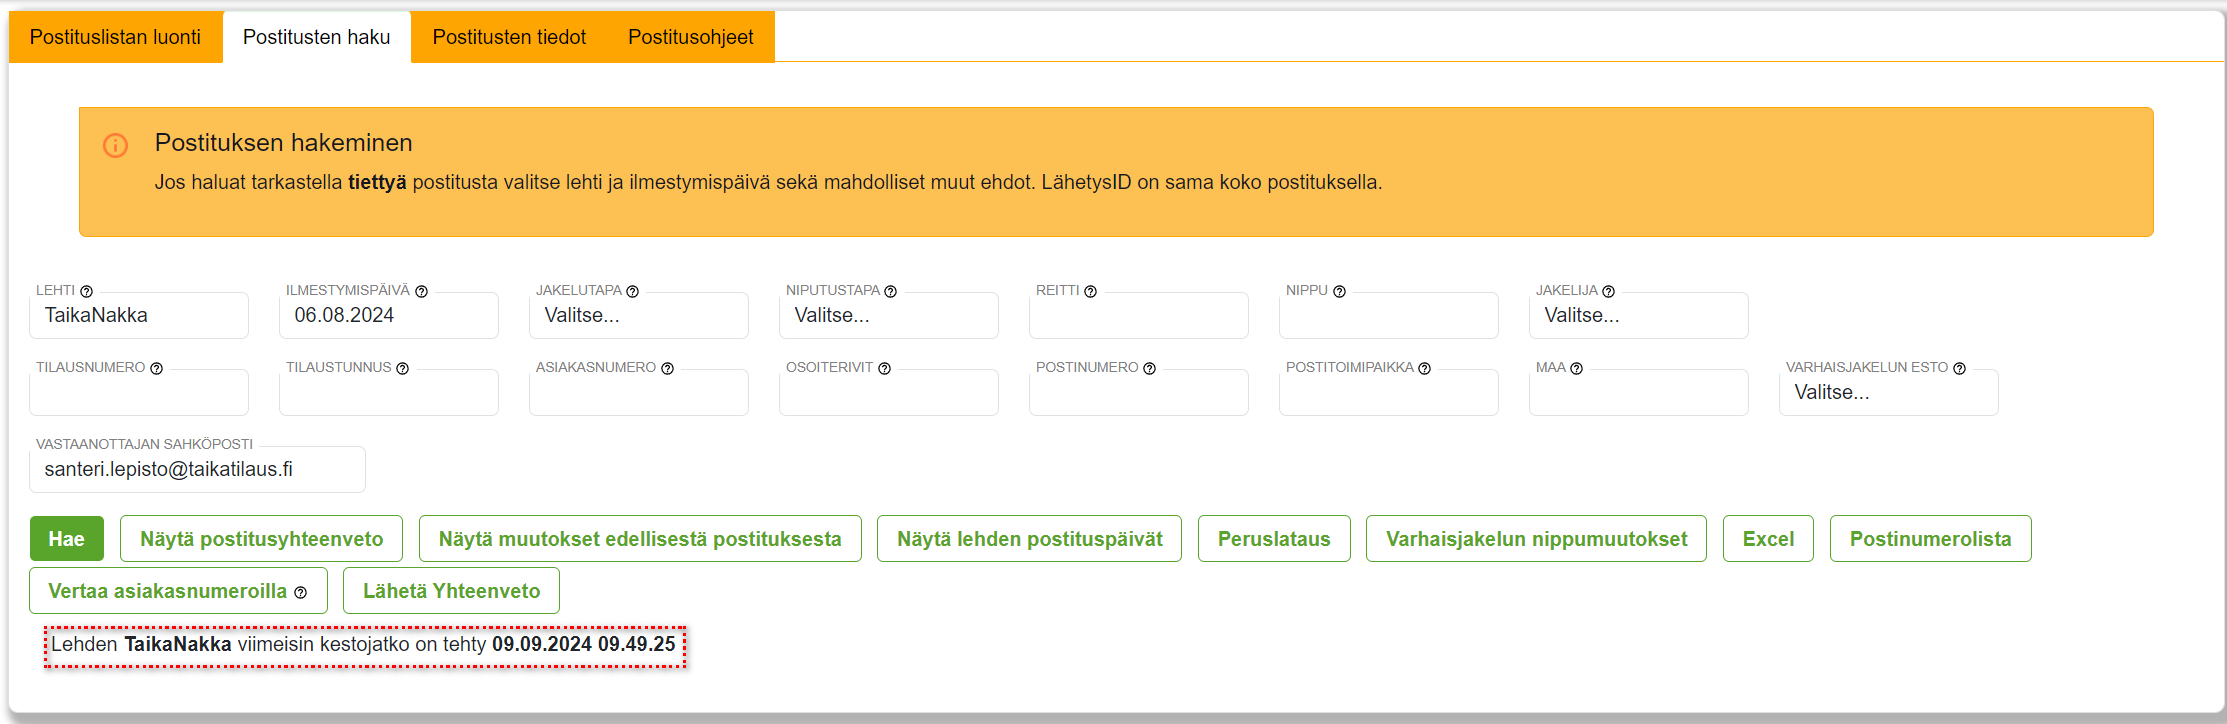 Postituslistan luonti Postitusten haku Postitusten tiedot Postitusohjeet
Postituksen hakeminen
Jos haluat tarkastella tiettyä postitusta valitse lehti ja ilmestymispäivä sekä mahdolliset muut ehdot. LähetysID on sama koko postituksella.
LEHTI ILMESTYMISPÄIVÄ JAKELUTAPA NIPUTUSTAPA REITTI NIPPU JAKELIJA
TaikaNakka 06.08.2024 Valitse... Valitse... Valitse...
TILAUSNUMERO TILAUSTUNNUS ASIAKASNUMERO OSOITERIVIT POSTINUMERO POSTITOIMIPAIKKA MAA VARHAISJAKELUN ESTO
Valitse...
VASTAANOTTAJAN SAHKÖPOSTI
santeri.lepisto@taikatilaus.fi
Hae Näytä postitusyhteenveto Näytä muutokset edellisestä postituksesta Näytä lehden postituspäivät Peruslataus Varhaisjakelun nippumuutokset Excel Postinumerolista
Vertaa asiakasnumeroilla Lähetä Yhteenveto
Lehden TaikaNakka viimeisin kestojatko on tehty 09.09.2024 09.49.25